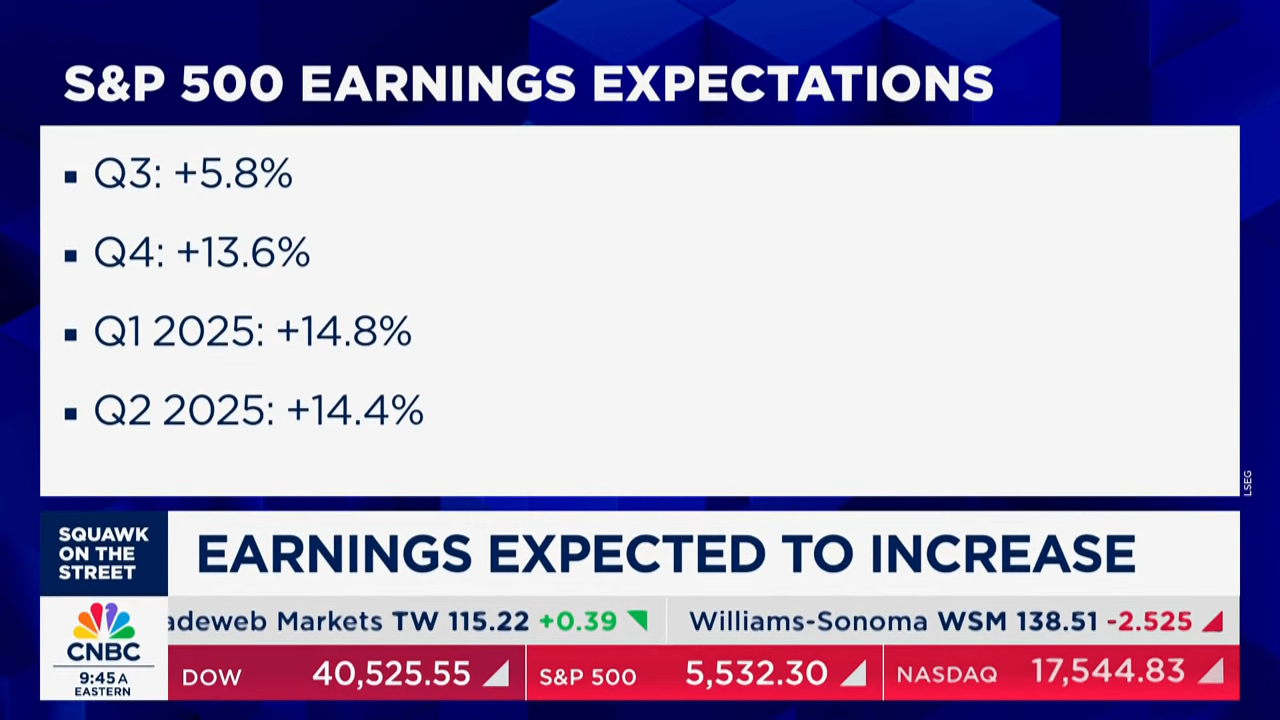 S&P 500 EARNINGS EXPECTATIONS
▪ Q3: +5.8%
▪ Q4: +13.6%
▪ Q1 2025: +14.8%
▪ Q2 2025: +14.4%
LSEG
SQUAWK
ON THE
STREET
EARNINGS EXPECTED TO INCREASE
adeweb Markets TW 115.22 +0.39
Williams-Sonoma WSM 138.51 -2.525
CNBC
9:45 A
EASTERN
DOW 40,525.55
S&P 500 5,532.30
NASDAQ 17,544.83